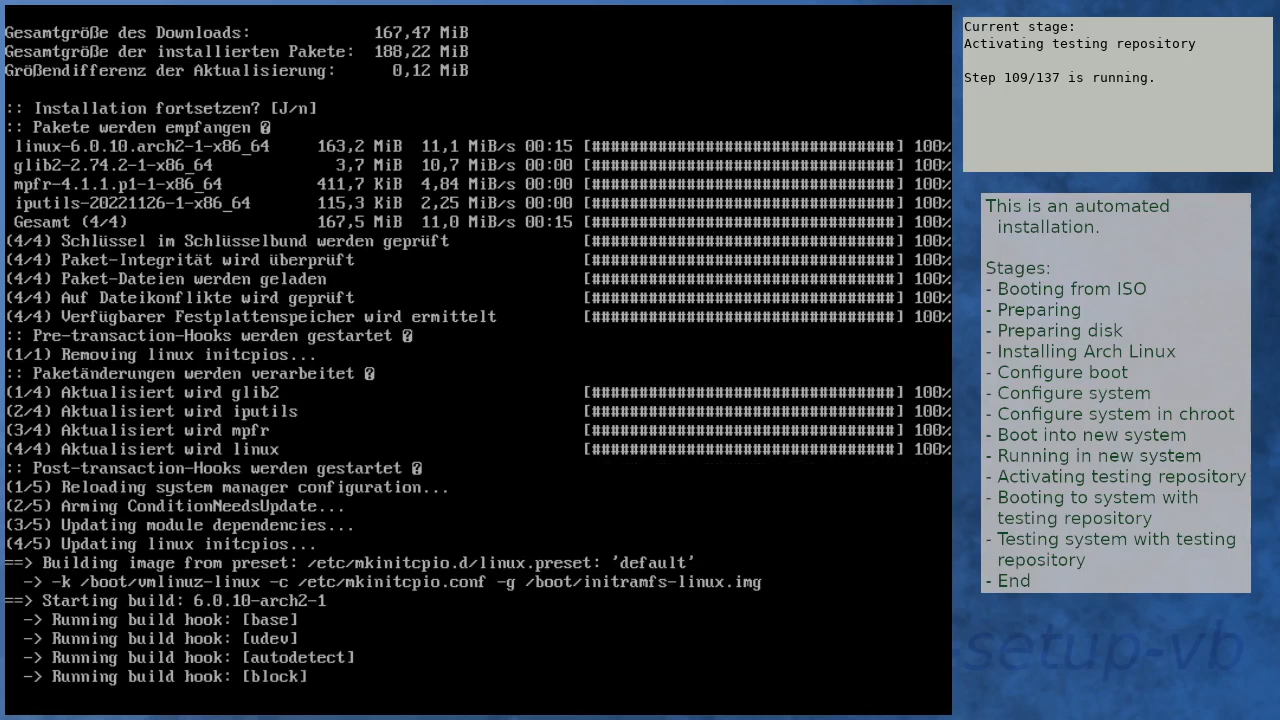 Gesamtgröße des Downloads:             167,47 MiB
Gesamtgröße der installierten Pakete:  188,22 MiB
Größendifferenz der Aktualisierung:      0,12 MiB
:: Installation fortsetzen? [J/n]
:: Pakete werden empfangen �
linux-6.0.10.arch2-1-x86_64     163,2 MiB  11,1 MiB/s 00:15 [################################] 100%
glib2-2.74.2-1-x86_64             3,7 MiB  10,7 MiB/s 00:00 [################################] 100%
mpfr-4.1.1.p1-1-x86_64          411,7 KiB  4,84 MiB/s 00:00 [################################] 100%
iputils-20221126-1-x86_64       115,3 KiB  2,25 MiB/s 00:00 [################################] 100%
Gesamt (4/4)                    167,5 MiB  11,0 MiB/s 00:15 [################################] 100%
(4/4) Schlüssel im Schlüsselbund werden geprüft [################################] 100%
(4/4) Paket-Integrität wird überprüft [################################] 100%
(4/4) Paket-Dateien werden geladen [################################] 100%
(4/4) Auf Dateikonflikte wird geprüft [################################] 100%
(4/4) Verfügbarer Festplattenspeicher wird ermittelt [################################] 100%
:: Pre-transaction-Hooks werden gestartet �
(1/1) Removing linux initcpios...
:: Paketänderungen werden verarbeitet �
(1/4) Aktualisiert wird glib2 [################################] 100%
(2/4) Aktualisiert wird iputils [################################] 100%
(3/4) Aktualisiert wird mpfr [################################] 100%
(4/4) Aktualisiert wird linux [################################] 100%
:: Post-transaction-Hooks werden gestartet �
(1/5) Reloading system manager configuration...
(2/5) Arming ConditionNeedsUpdate...
(3/5) Updating module dependencies...
(4/5) Updating linux initcpios...
==> Building image from preset: /etc/mkinitcpio.d/linux.preset: 'default'
-> -k /boot/vmlinuz-linux -c /etc/mkinitcpio.conf -g /boot/initramfs-linux.img
==> Starting build: 6.0.10-arch2-1
-> Running build hook: [base]
-> Running build hook: [udev]
-> Running build hook: [autodetect]
-> Running build hook: [block]
Current stage:
Activating testing repository
Step 109/137 is running.
This is an automated
installation.
Stages:
- Booting from ISO
- Preparing
- Preparing disk
- Installing Arch Linux
- Configure boot
- Configure system
- Configure system in chroot
- Boot into new system
- Running in new system
- Activating testing repository
- Booting to system with
testing repository
- Testing system with testing
repository
- End
-setup-vb